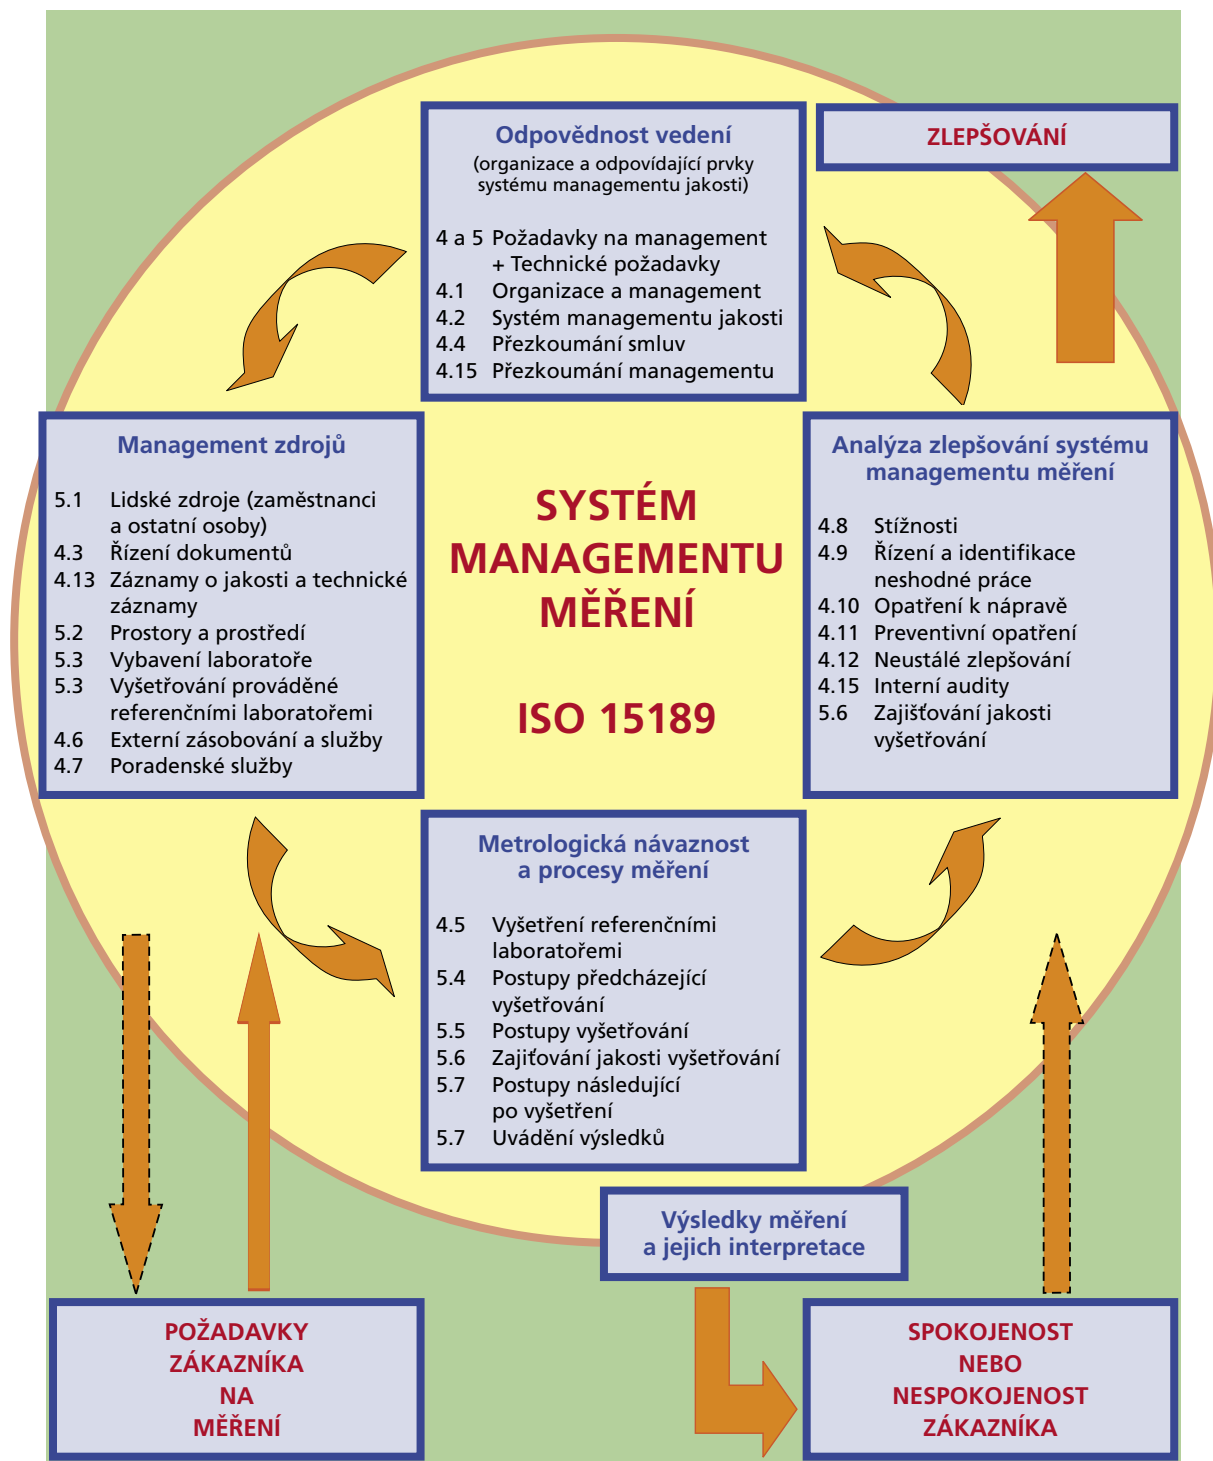 Odpovědnost vedení
(organizace a odpovídající prvky
systému managementu jakosti)
4 a 5 Požadavky na management
+ Technické požadavky
4.1 Organizace a management
4.2 Systém managementu jakosti
4.4 Přezkoumání smluv
4.15 Přezkoumání managementu
ZLEPŠOVÁNÍ
Management zdrojů
5.1 Lidské zdroje (zaměstnanci
a ostatní osoby)
4.3 Řízení dokumentů
4.13 Záznamy o jakosti a technické
záznamy
5.2 Prostory a prostředí
5.3 Vybavení laboratoře
5.3 Vyšetřování prováděné
referenčními laboratořemi
4.6 Externí zásobování a služby
4.7 Poradenské služby
SYSTÉM
MANAGEMENTU
MĚŘENÍ
ISO 15189
Analýza zlepšování systému
managementu měření
4.8 Stížnosti
4.9 Řízení a identifikace
neshodné práce
4.10 Opatření k nápravě
4.11 Preventivní opatření
4.12 Neustálé zlepšování
4.15 Interní audity
5.6 Zajišťování jakosti
vyšetřování
Metrologická návaznost
a procesy měření
4.5 Vyšetření referenčními
laboratořemi
5.4 Postupy předcházející
vyšetřování
5.5 Postupy vyšetřování
5.6 Zajiťování jakosti vyšetřování
5.7 Postupy následující
po vyšetření
5.7 Uvádění výsledků
Výsledky měření
a jejich interpretace
POŽADAVKY
ZÁKAZNÍKA
NA
MĚŘENÍ
SPOKOJENOST
NEBO
NESPOKOJENOST
ZÁKAZNÍKA